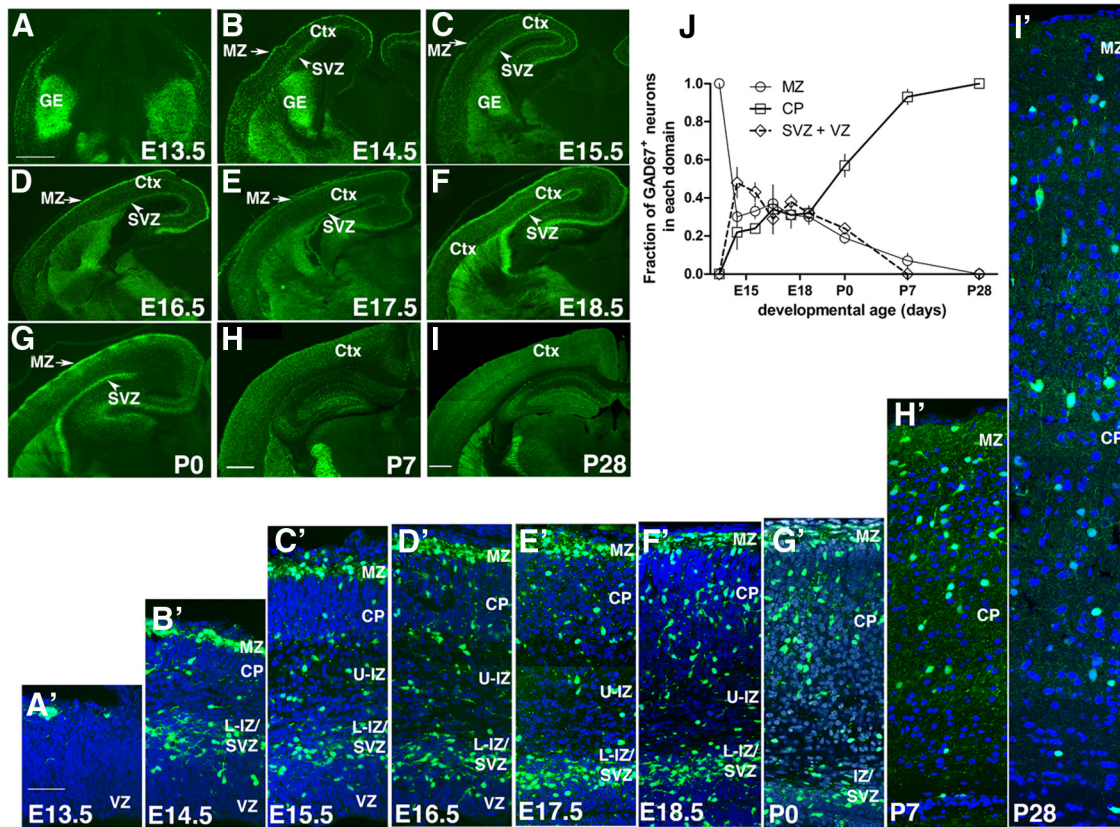 A
GE
E13.5
B
Ctx
MZ
SVZ
GE
E14.5
C
Ctx
MZ
SVZ
GE
E15.5
D
Ctx
MZ
SVZ
E16.5
E
Ctx
MZ
SVZ
E17.5
F
Ctx
SVZ
Ctx
E18.5
G
MZ
SVZ
P0
H
Ctx
P7
I
Ctx
P28
J
Fraction of GAD67+ neurons
in each domain
1.0
0.8
0.6
0.4
0.2
0.0
MZ
CP
SVZ + VZ
E15 E18 P0 P7 P28
developmental age (days)
A’
VZ
E13.5
B’
MZ
CP
L-IZ/
SVZ
VZ
E14.5
C’
MZ
CP
U-IZ
L-IZ/
SVZ
VZ
E15.5
D’
MZ
CP
U-IZ
L-IZ/
SVZ
VZ
E16.5
E’
MZ
CP
U-IZ
L-IZ/
SVZ
E17.5
F’
MZ
CP
U-IZ
L-IZ/
SVZ
E18.5
G’
MZ
CP
IZ/
SVZ
P0
H’
MZ
CP
P7
I’
MZ
CP
P28